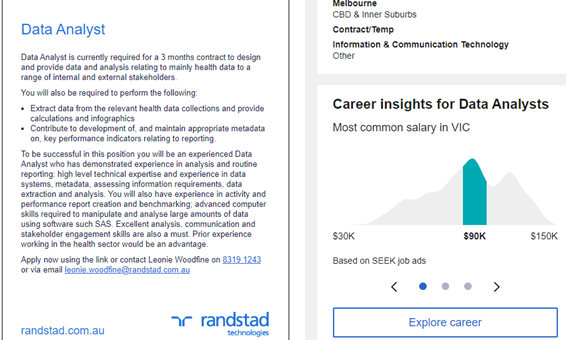 Data Analyst
Data Analyst is currently required for a 3 months contract to design
and provide data and analysis relating to mainly health data to a
range of internal and external stakeholders.
You will also be required to perform the following:
• Extract data from the relevant health data collections and provide
calculations and infographics
• Contribute to development of, and maintain appropriate metadata
on, key performance indicators relating to reporting.
To be successful in this position you will be an experienced Data
Analyst who has demonstrated experience in analysis and routine
reporting: high level technical expertise and experience in data
systems, metadata, assessing information requirements, data
extraction and analysis. You will also have experience in activity and
performance report creation and benchmarking; advanced computer
skills required to manipulate and analyse large amounts of data
using software such SAS. Excellent analysis, communication and
stakeholder engagement skills are also a must. Prior experience
working in the health sector would be an advantage.
Apply now using the link or contact Leonie Woodfine on 8319 1243
or via email leonie.woodfine@randstad.com.au
randstad.com.au
randstad
technologies
Melbourne
CBD & Inner Suburbs
Contract/Temp
Information & Communication Technology
Other
Career insights for Data Analysts
Most common salary in VIC
$30K $90K $150K
Based on SEEK job ads
Explore career